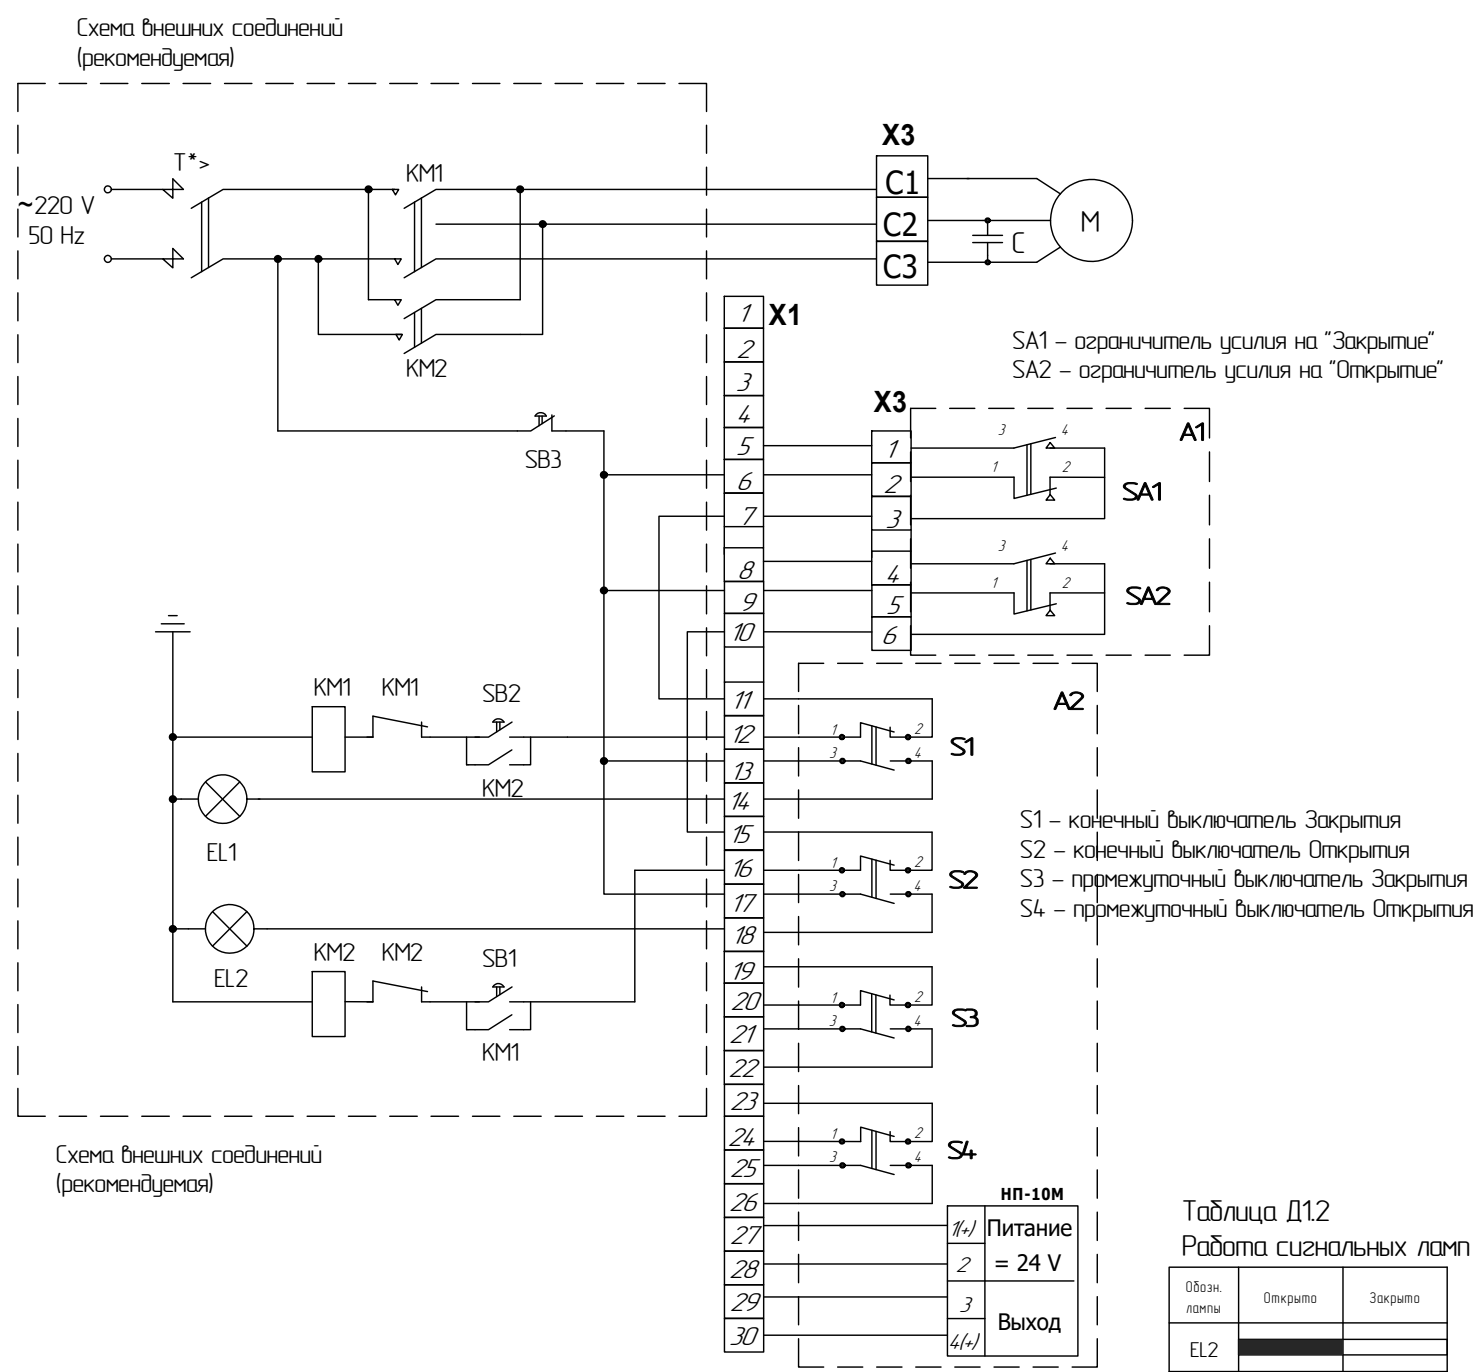 Схема внешних соединений
(рекомендуемая)
T*>
KM1
~220 V
50 Hz
KM2
SB3
X3
C1
C2
C3
M
C
X1
1
2
3
4
5
6
7
8
9
10
11
12
13
14
15
16
17
18
19
20
21
22
23
24
25
26
27
28
29
30
SA1 – ограничитель усилия на "Закрытие"
SA2 – ограничитель усилия на "Открытие"
X3
1
2
3
4
5
6
A1
3 4
1 2
SA1
3 4
1 2
SA2
KM1 KM1 SB2
KM2
EL1
EL2
KM2 KM2 SB1
KM1
A2
1 2
3 4
S1
1 2
3 4
S2
1 2
3 4
S3
1 2
3 4
S4
S1 – конечный выключатель Закрытия
S2 – конечный выключатель Открытия
S3 – промежуточный выключатель Закрытия
S4 – промежуточный выключатель Открытия
НП-10М
1(+) Питание
2 = 24 V
3
Выход
4(+)
Схема внешних соединений
(рекомендуемая)
Таблица Д1.2
Работа сигнальных ламп
Обозн.
лампы
Открыто
Закрыто
EL2